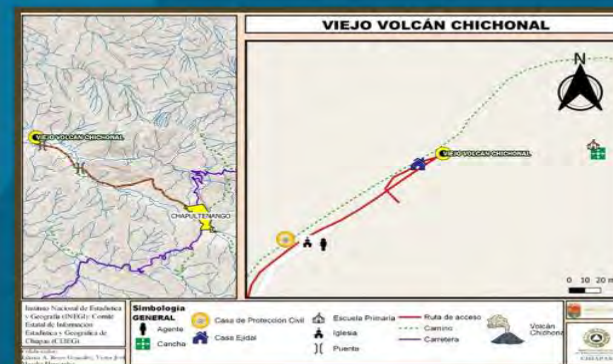 VIEJO VOLCÁN CHICHONAL
VIEJO VOLCÁN CHICHONAL
CHAPULTENANGO
N
VIEJO VOLCÁN CHICHONAL
0 10 20 m
Instituto Nacional de Estadística
y Geografía (INEGI): Comité
Estatal de Información
Estadística y Geográfica de
Chiapas (CEIEG)
Simbología
GENERAL
Agente
Cancha
Casa de Protección Civil
Casa Ejidal
Escuela Primaria
Iglesia
Puente
Ruta de acceso
Camino
Carretera
Volcán
Chichona
CHIAPAS